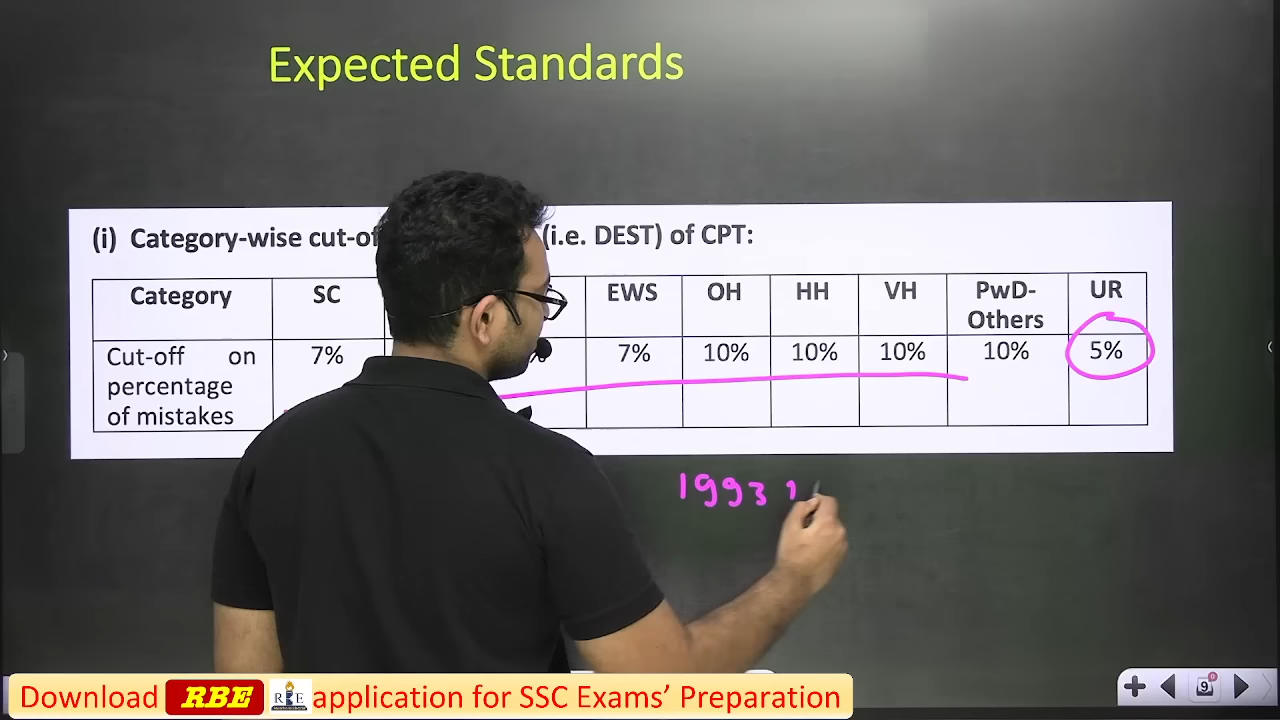 Expected Standards
(i) Category-wise cut-of (i.e. DEST) of CPT:
Category SC EWS OH HH VH PwD-Others UR
Cut-off on percentage of mistakes 7% % 7% 10% 10% 10% 10% 5%
1993
Download RBE RBE application for SSC Exams' Preparation
9